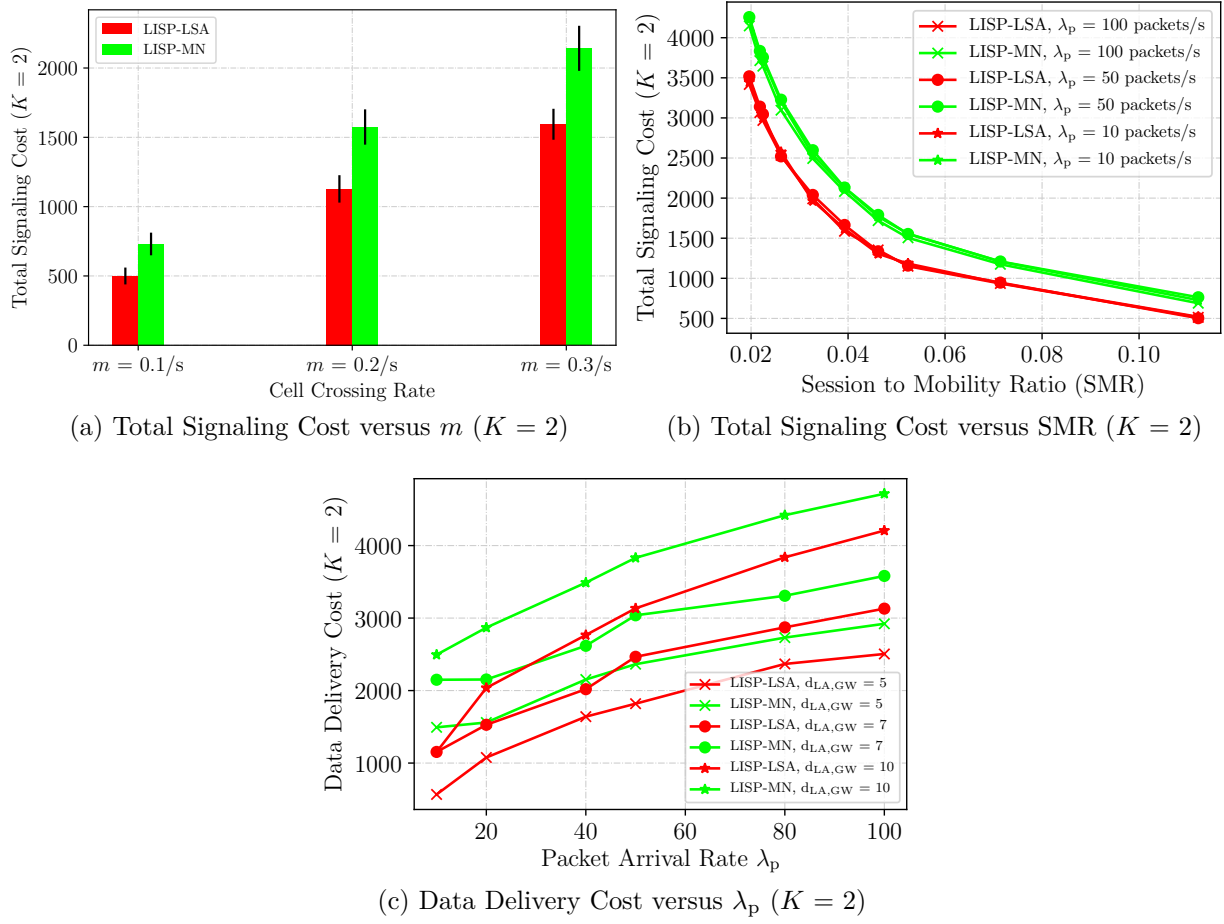 LISP-LSA
LISP-MN
Total Signaling Cost (K = 2)
2000
1500
1000
500
0
m = 0.1/s
m = 0.2/s
m = 0.3/s
Cell Crossing Rate
(a) Total Signaling Cost versus m (K = 2)
LISP-LSA, λp = 100 packets/s
LISP-MN, λp = 100 packets/s
LISP-LSA, λp = 50 packets/s
LISP-MN, λp = 50 packets/s
LISP-LSA, λp = 10 packets/s
LISP-MN, λp = 10 packets/s
Total Signaling Cost (K = 2)
4000
3500
3000
2500
2000
1500
1000
500
0.02 0.04 0.06 0.08 0.10
Session to Mobility Ratio (SMR)
(b) Total Signaling Cost versus SMR (K = 2)
Data Delivery Cost (K = 2)
4000
3000
2000
1000
LISP-LSA, dLA,GW = 5
LISP-MN, dLA,GW = 5
LISP-LSA, dLA,GW = 7
LISP-MN, dLA,GW = 7
LISP-LSA, dLA,GW = 10
LISP-MN, dLA,GW = 10
20 40 60 80 100
Packet Arrival Rate λp
(c) Data Delivery Cost versus λp (K = 2)